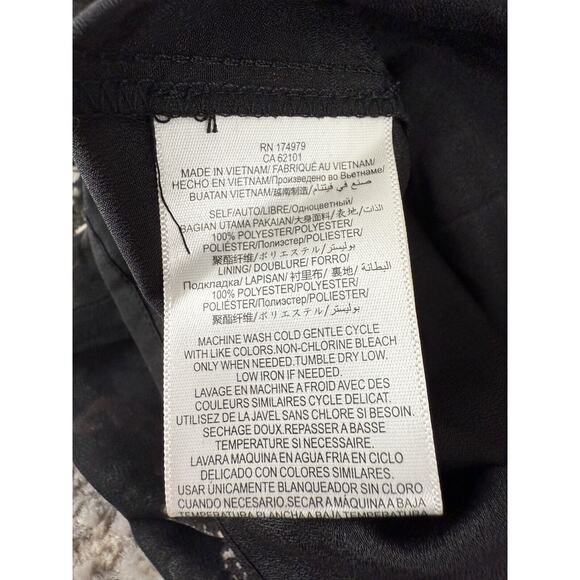 RN 174979
CA 62101
MADE IN VIETNAM/ FABRIQUÉ AU VIETNAM/
HECHO EN VIETNAM/Произведено во Вьетнаме/
BUATAN VIETNAM/越南制造/صنع في فيتنام
SELF/AUTO/LIBRE/Одноцветный/
BAGIAN UTAMA PAKAIAN/大身面料/表地/الذات
100% POLYESTER/POLYESTER/
POLIÉSTER/Полиэстер/POLIESTER/
聚酯纤维/ポリエステル/بوليستر
LINING/ DOUBLURE/ FORRO/
Подкладка/ LAPISAN/ 衬里布/ 裏地/ البطانة
100% POLYESTER/POLYESTER/
POLIÉSTER/Полиэстер/POLIESTER/
聚酯纤维/ポリエステル/بوليستر
MACHINE WASH COLD GENTLE CYCLE
WITH LIKE COLORS.NON-CHLORINE BLEACH
ONLY WHEN NEEDED.TUMBLE DRY LOW.
LOW IRON IF NEEDED.
LAVAGE EN MACHINE A FROID AVEC DES
COULEURS SIMILAIRES CYCLE DELICAT.
UTILISEZ DE LA JAVEL SANS CHLORE SI BESOIN.
SECHAGE DOUX.REPASSER A BASSE
TEMPERATURE SI NECESSAIRE.
LAVARA MAQUINA EN AGUA FRIA EN CICLO
DELICADO CON COLORES SIMILARES.
USAR ÚNICAMENTE BLANQUEADOR SIN CLORO
CUANDO NECESARIO.SECAR A MÁQUINA A BAJA
TEMPERATURA PLANCHA A BAJA TEMPERATURA